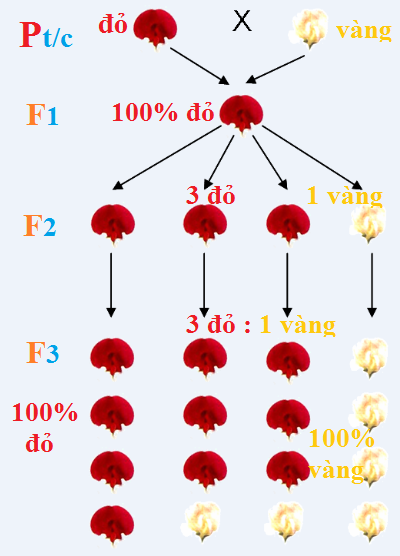 Pt/c đỏ X vàng
F1 100% đỏ
3 đỏ 1 vàng
F2
3 đỏ : 1 vàng
F3
100% đỏ
100% vàng